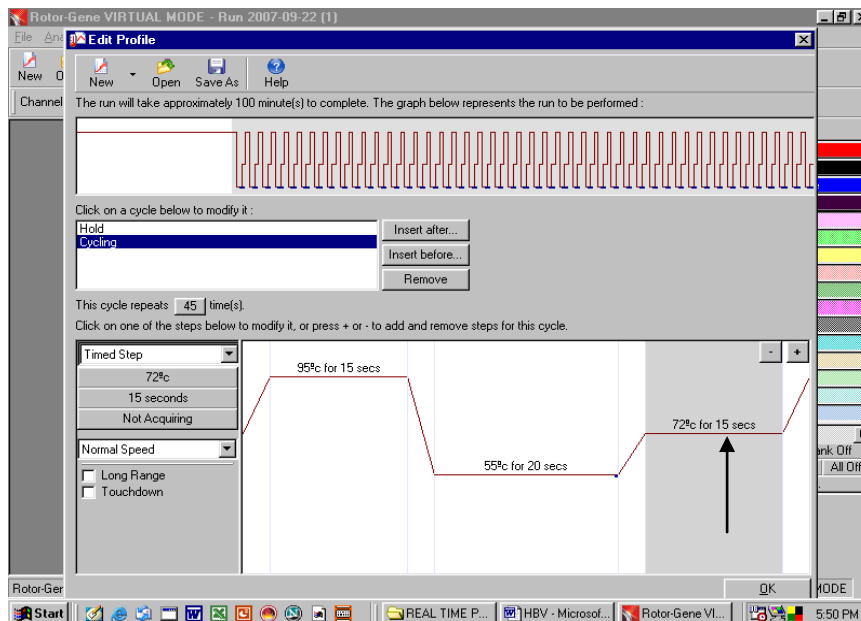 Rotor-Gene VIRTUAL MODE - Run 2007-09-22 (1)
File Ana
Edit Profile
New O
New Open Save As Help
Channel
The run will take approximately 100 minute(s) to complete. The graph below represents the run to be performed :
Click on a cycle below to modify it :
Hold
Cycling
Insert after...
Insert before...
Remove
This cycle repeats 45 time(s).
Click on one of the steps below to modify it, or press + or - to add and remove steps for this cycle.
Timed Step
72ºc
15 seconds
Not Acquiring
Normal Speed
Long Range
Touchdown
- +
95ºc for 15 secs
55ºc for 20 secs
72ºc for 15 secs
ank Off
All Off
OK
Rotor-Ger
MODE
Start
REAL TIME P...
HBV - Microsof...
Rotor-Gene VI...
5:50 PM